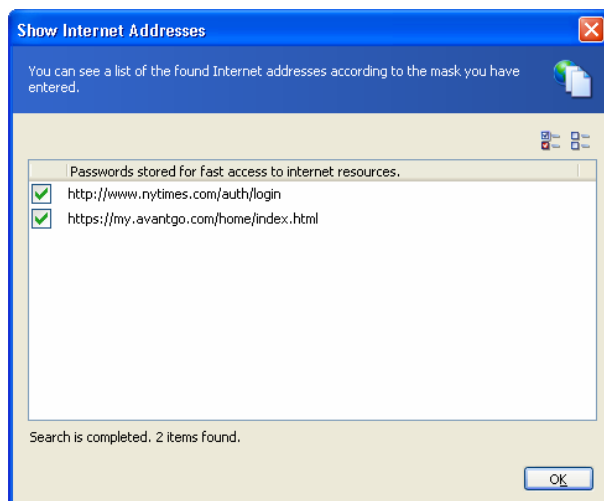 Show Internet Addresses
You can see a list of the found Internet addresses according to the mask you have
entered.
Passwords stored for fast access to internet resources.
http://www.nytimes.com/auth/login
https://my.avantgo.com/home/index.html
Search is completed. 2 items found.
OK